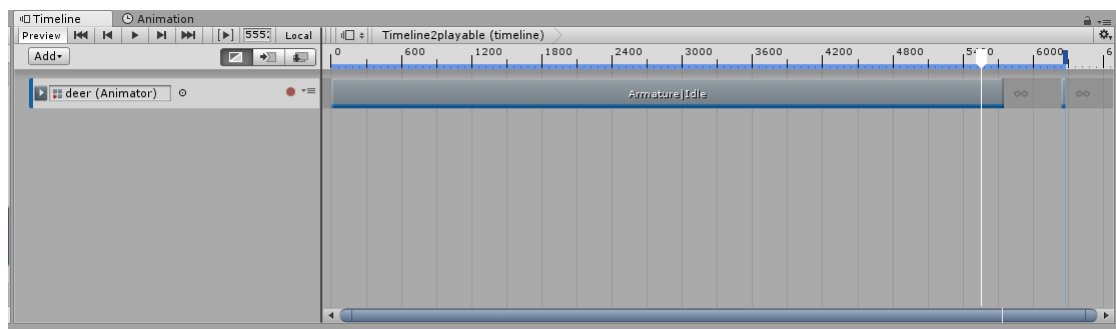 Timeline Animation
Preview 555 Local Timeline2playable (timeline)
Add 0 600 1200 1800 2400 3000 3600 4200 4800 6000 6
deer (Animator) Armature|Idle